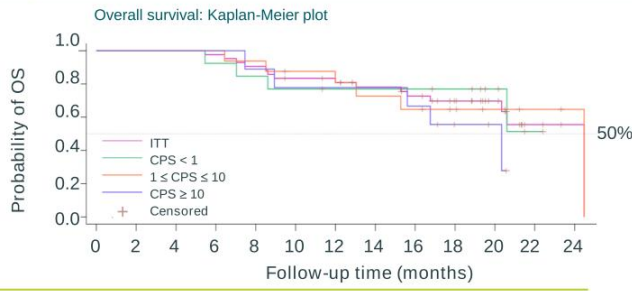 Overall survival: Kaplan-Meier plot
Probability of OS
1.0
0.8
0.6
0.4
0.2
0.0
50%
ITT
CPS < 1
1 ≤ CPS ≤ 10
CPS ≥ 10
Censored
0 2 4 6 8 10 12 14 16 18 20 22 24
Follow-up time (months)